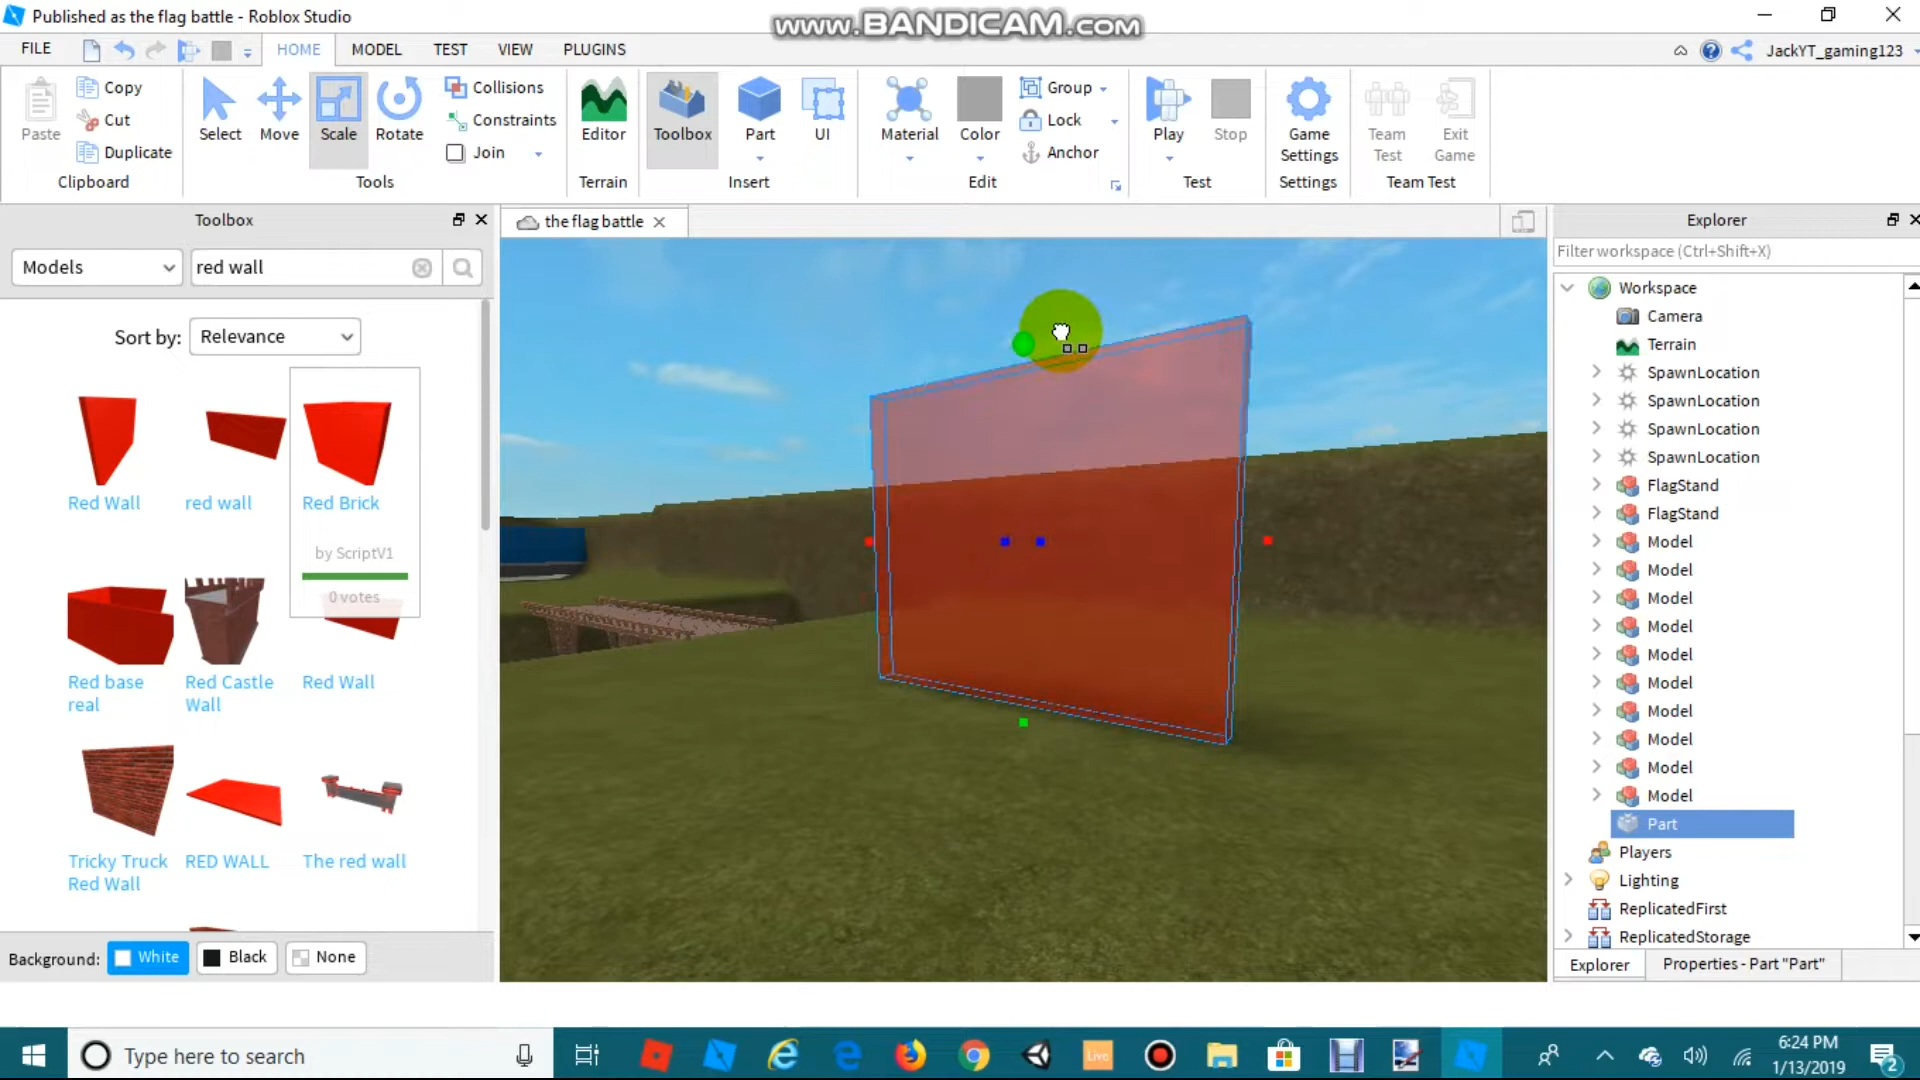 Published as the flag battle - Roblox Studio
www.BANDICAM.com
FILE
HOME
MODEL
TEST
VIEW
PLUGINS
JackYT_gaming123
Paste
Copy
Cut
Duplicate
Clipboard
Select
Move
Scale
Rotate
Collisions
Constraints
Join
Tools
Editor
Terrain
Toolbox
Part
UI
Insert
Material
Color
Group
Lock
Anchor
Edit
Play
Stop
Test
Game
Settings
Settings
Team
Test
Exit
Game
Team Test
Toolbox
Models
red wall
Sort by:
Relevance
Red Wall
red wall
Red Brick
by ScriptV1
0 votes
Red base
real
Red Castle
Wall
Red Wall
Tricky Truck
Red Wall
RED WALL
The red wall
Background:
White
Black
None
the flag battle
Explorer
Filter workspace (Ctrl+Shift+X)
Workspace
Camera
Terrain
SpawnLocation
SpawnLocation
SpawnLocation
SpawnLocation
FlagStand
FlagStand
Model
Model
Model
Model
Model
Model
Model
Model
Model
Model
Part
Players
Lighting
ReplicatedFirst
ReplicatedStorage
Explorer
Properties - Part "Part"
Type here to search
Live
6:24 PM
1/13/2019
2